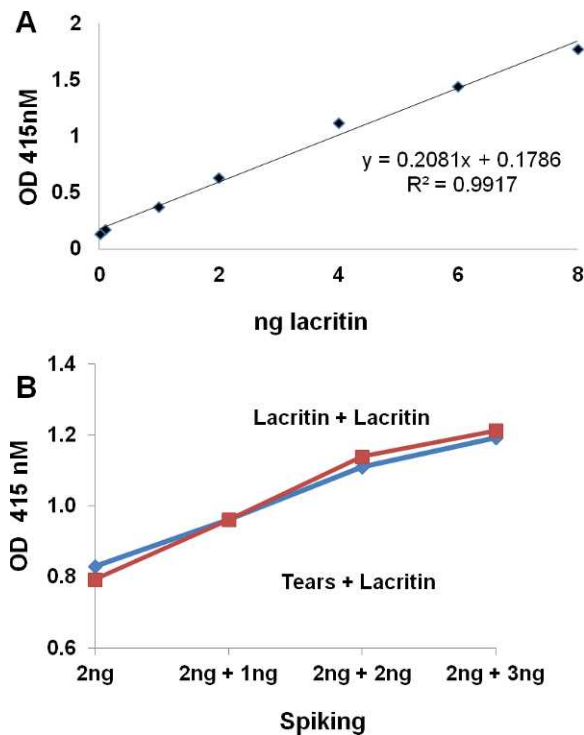 A
2
1.5
1
0.5
0
OD 415nM
y = 0.2081x + 0.1786
R² = 0.9917
0 2 4 6 8
ng lacritin
B
1.4
1.2
1.0
0.8
0.6
OD 415 nM
Lacritin + Lacritin
Tears + Lacritin
2ng 2ng + 1ng 2ng + 2ng 2ng + 3ng
Spiking